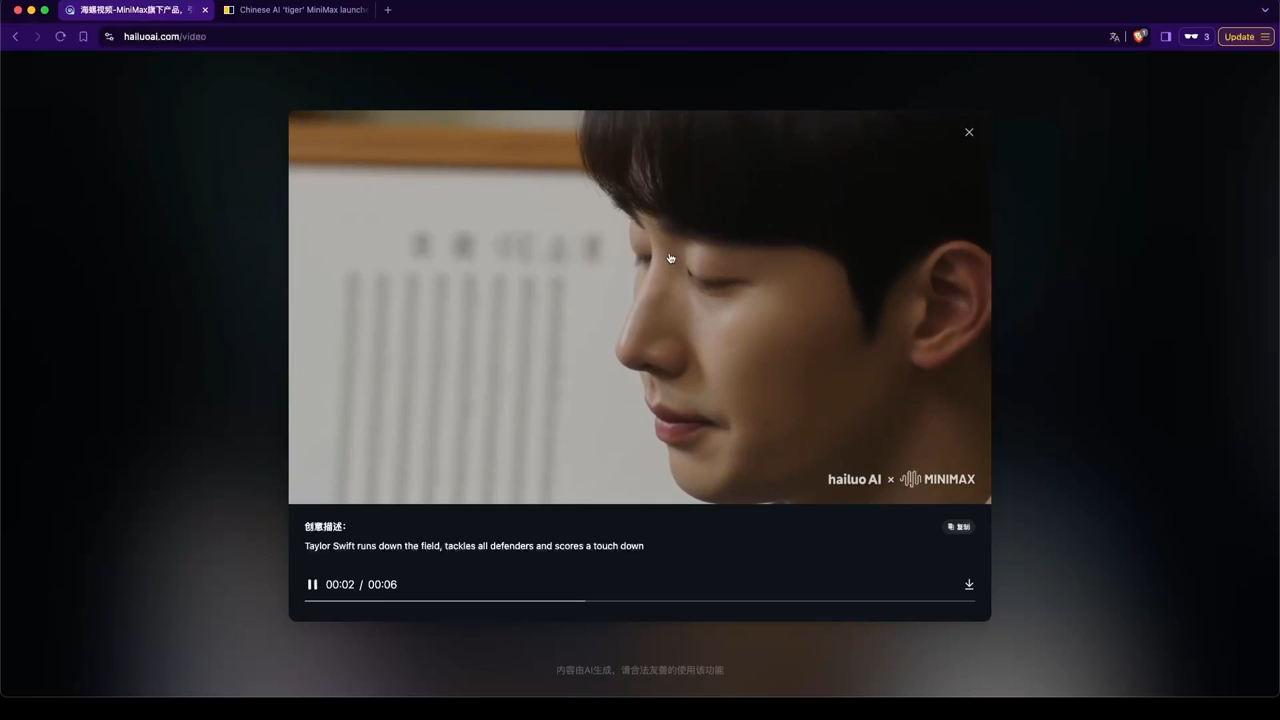 海螺视频-MiniMax旗下产品,
Chinese AI 'tiger' MiniMax launche
hailuoai.com/video
3
Update
hailuo AI × MINIMAX
创意描述:
复制
Taylor Swift runs down the field, tackles all defenders and scores a touch down
00:02 / 00:06
内容由AI生成，请合法友善的使用该功能